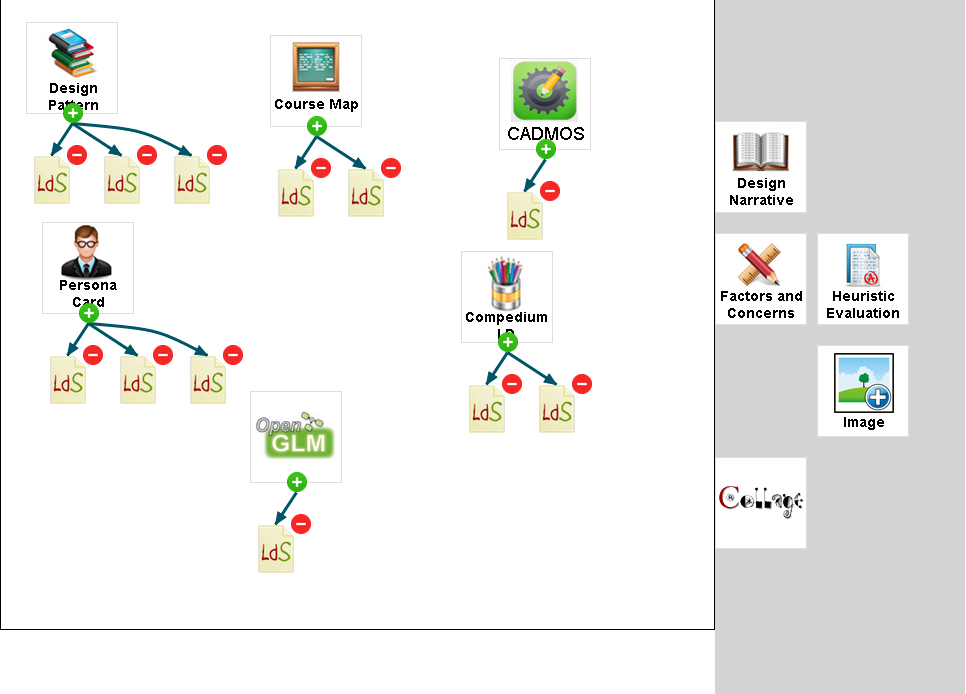 Design
Pattern
Course Map
CADMOS
LdS
LdS
LdS
LdS
LdS
LdS
Persona
Card
Compedium
LD
LdS
LdS
LdS
LdS
LdS
Open
GLM
LdS
Design
Narrative
Factors and
Concerns
Heuristic
Evaluation
Image
Collage